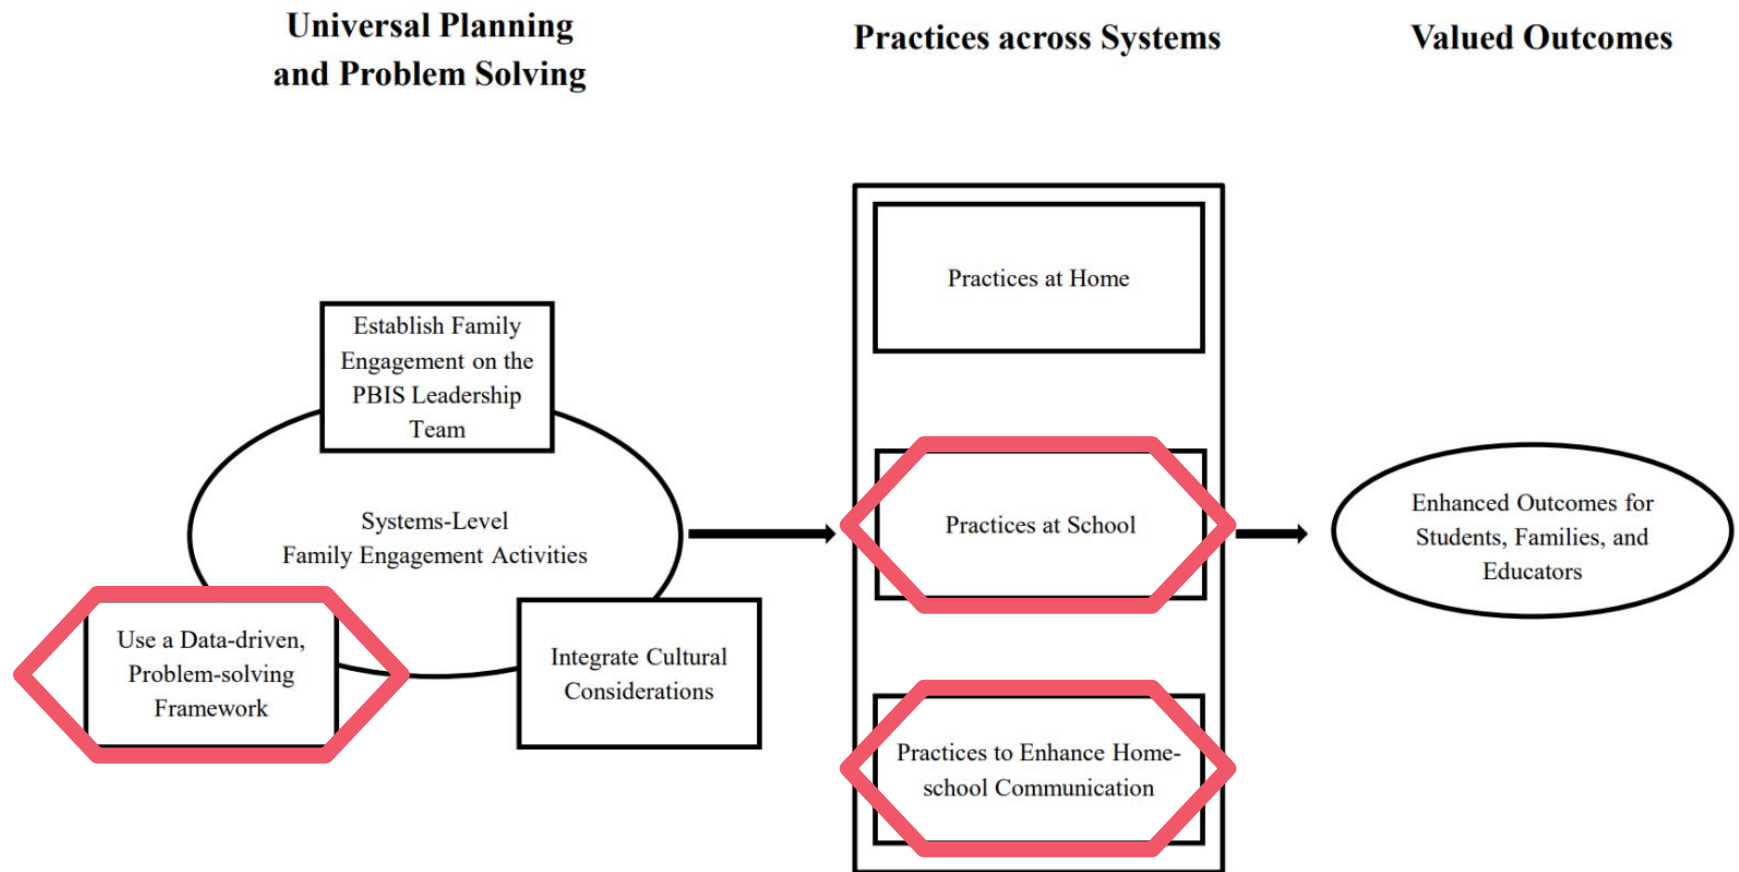 Universal Planning
and Problem Solving
Practices across Systems
Valued Outcomes
Establish Family
Engagement on the
PBIS Leadership
Team
Systems-Level
Family Engagement Activities
Use a Data-driven,
Problem-solving
Framework
Integrate Cultural
Considerations
Practices at Home
Practices at School
Practices to Enhance Home-
school Communication
Enhanced Outcomes for
Students, Families, and
Educators